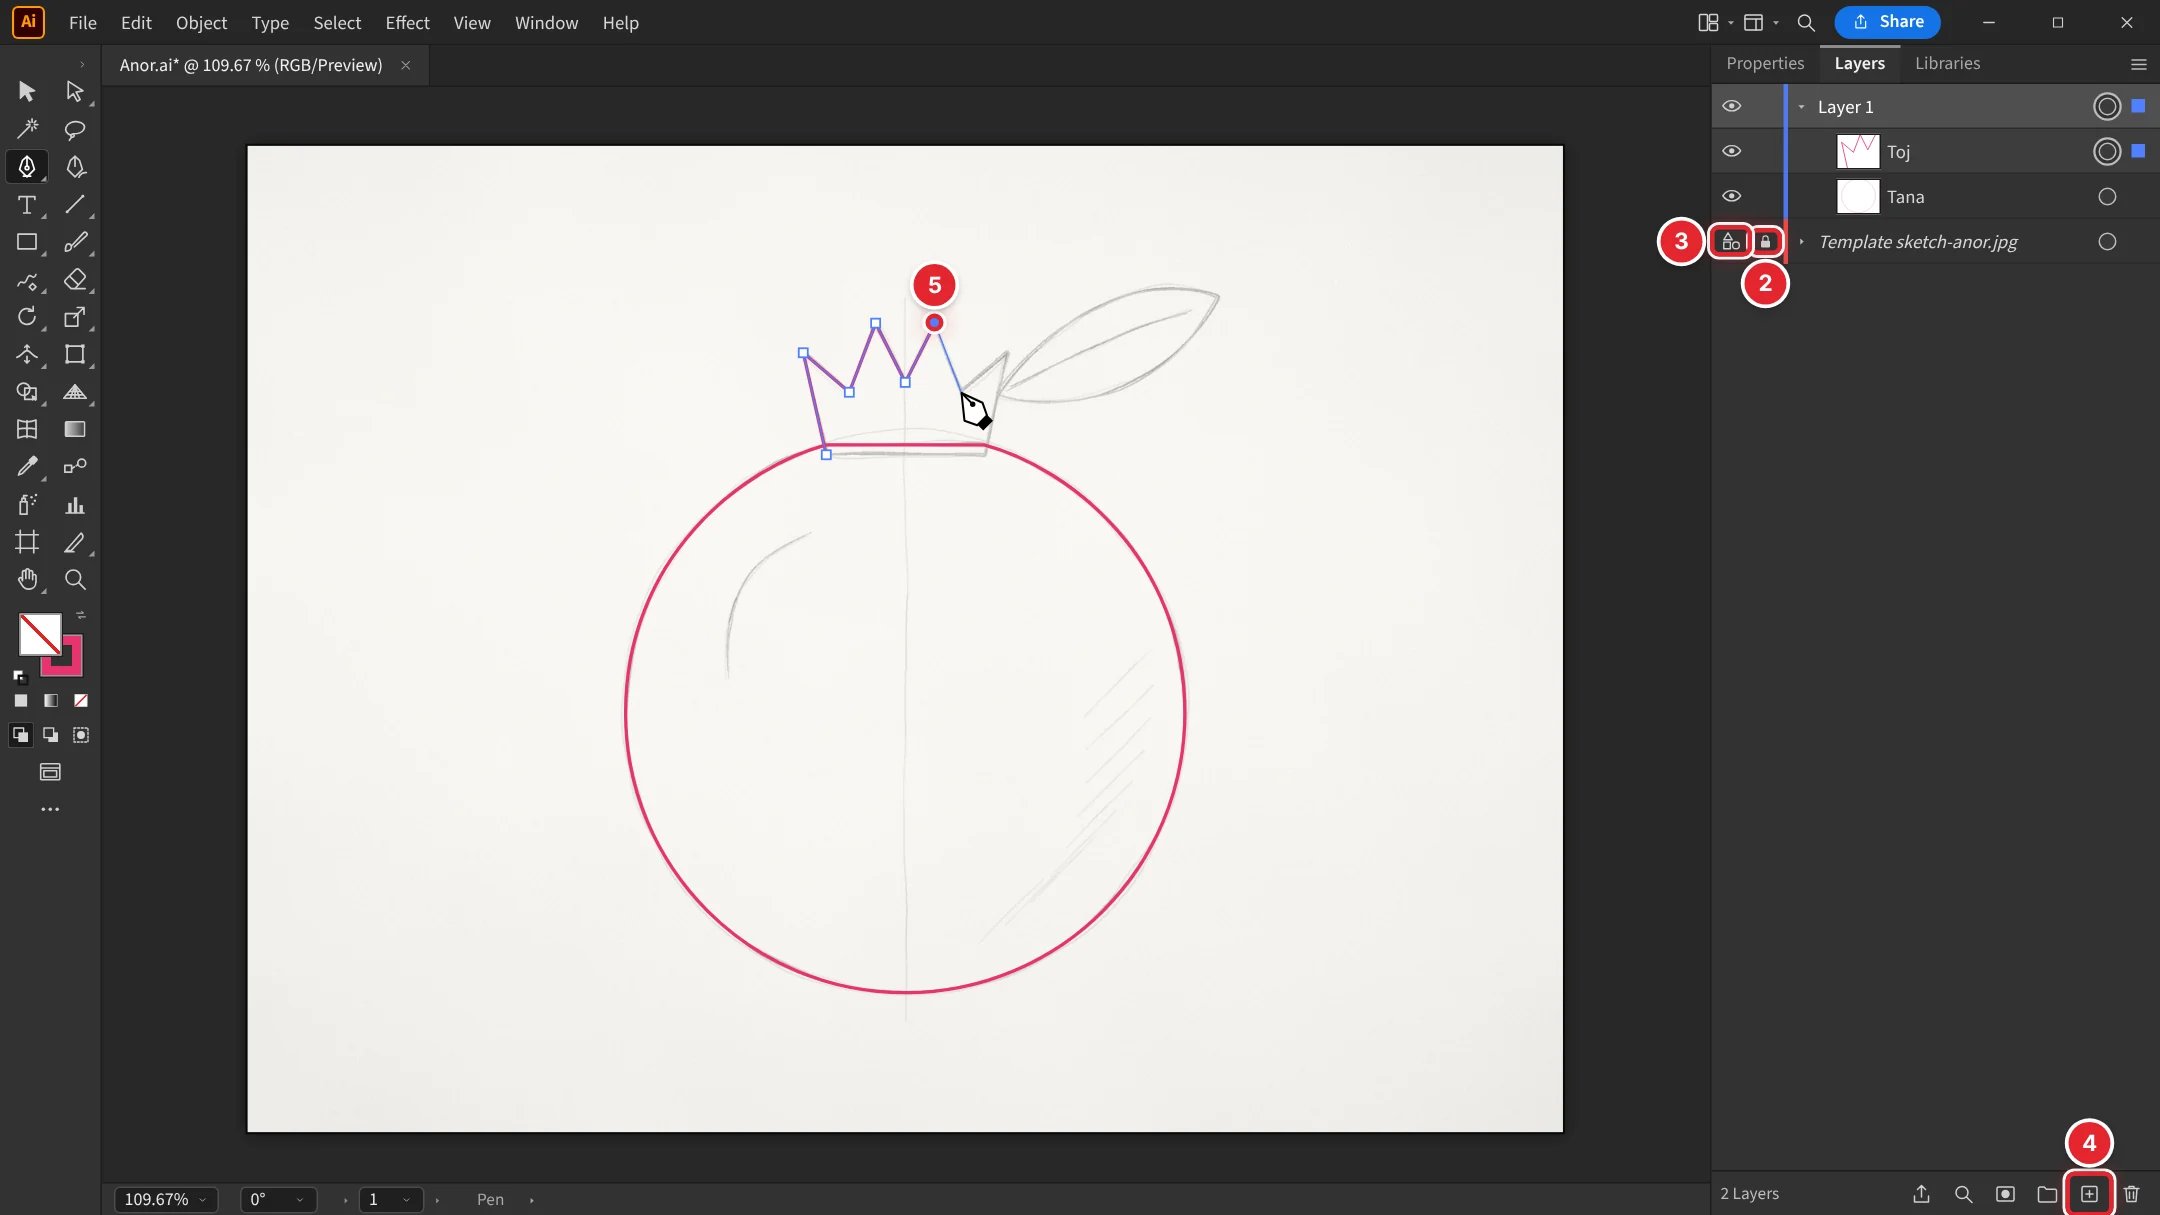 Ai File Edit Object Type Select Effect View Window Help Share
Anor.ai* @ 109.67 % (RGB/Preview)
Properties Layers Libraries
Layer 1
Toj
Tana
Template sketch-anor.jpg
3
2
5
T
4
109.67% 0° 1 Pen
2 Layers